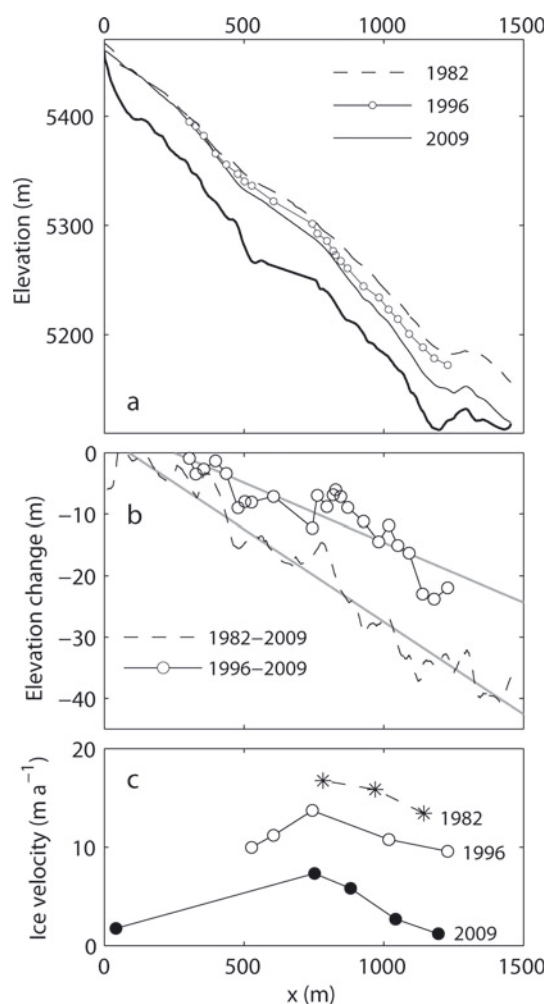 0 500 1000 1500
1982
1996
2009
5400
5300
5200
Elevation (m)
a
0
−10
−20
−30
−40
Elevation change (m)
b
1982−2009
1996−2009
20
10
0
Ice velocity (m a⁻¹)
c
1982
1996
2009
0 500 1000 1500
x (m)